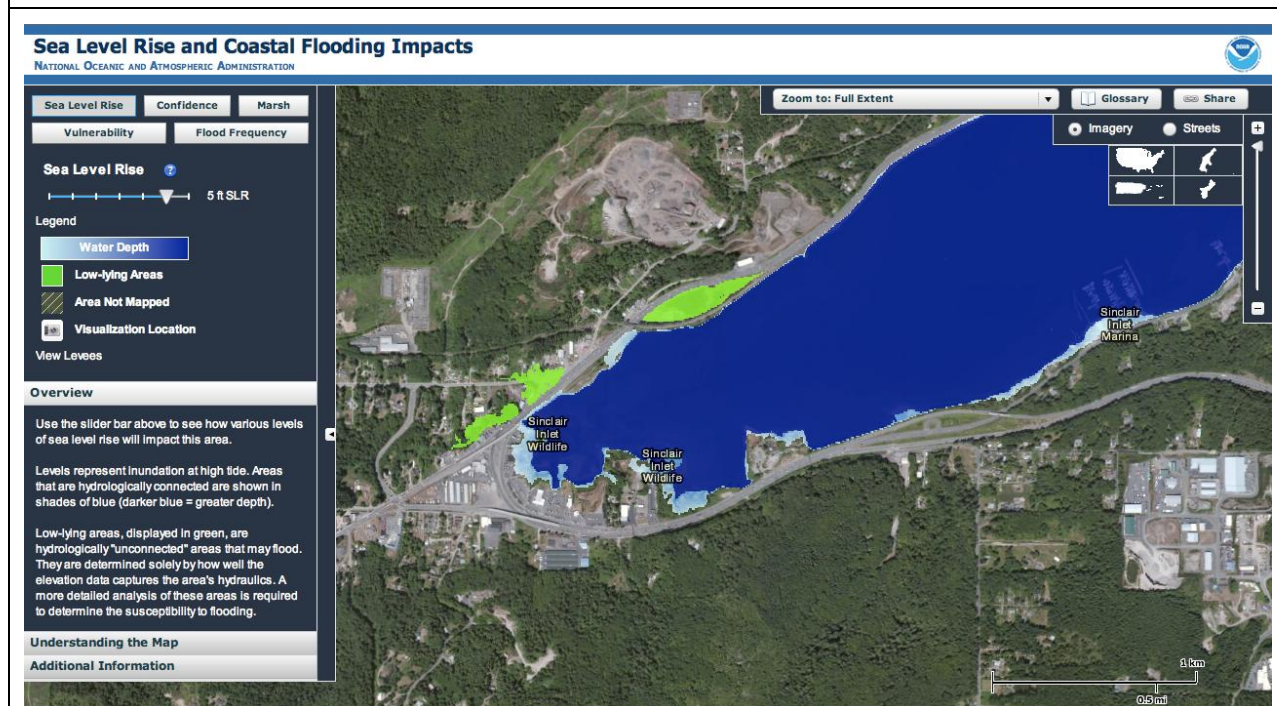 Sea Level Rise and Coastal Flooding Impacts
NATIONAL OCEANIC AND ATMOSPHERIC ADMINISTRATION
Sea Level Rise
Confidence
Marsh
Vulnerability
Flood Frequency
Sea Level Rise ?
5 ft SLR
Legend
Water Depth
Low-lying Areas
Area Not Mapped
Visualization Location
View Levees
Overview
Use the slider bar above to see how various levels
of sea level rise will impact this area.
Levels represent inundation at high tide. Areas
that are hydrologically connected are shown in
shades of blue (darker blue = greater depth).
Low-lying areas, displayed in green, are
hydrologically "unconnected" areas that may flood.
They are determined solely by how well the
elevation data captures the area's hydraulics. A
more detailed analysis of these areas is required
to determine the susceptibility to flooding.
Understanding the Map
Additional Information
Zoom to: Full Extent
Glossary
Share
Imagery
Streets
Sinclair
Inlet
Marina
Sinclair
Inlet
Wildlife
Sinclair
Inlet
Wildlife
1 km
0.5 mi